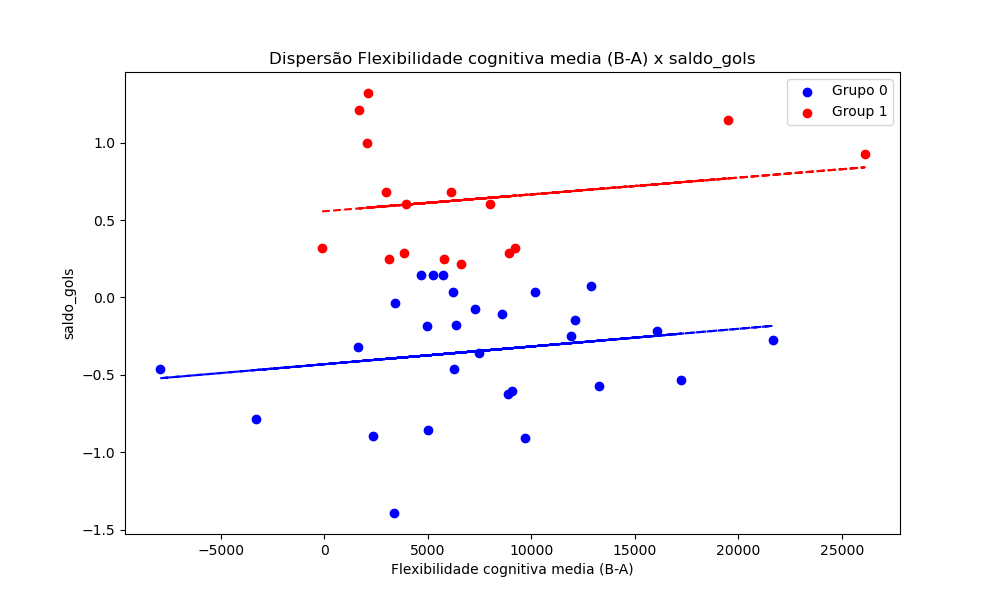 Dispersão Flexibilidade cognitiva media (B-A) x saldo_gols
Grupo 0
Group 1
1.0
0.5
0.0
−0.5
−1.0
−1.5
saldo_gols
−5000 0 5000 10000 15000 20000 25000
Flexibilidade cognitiva media (B-A)